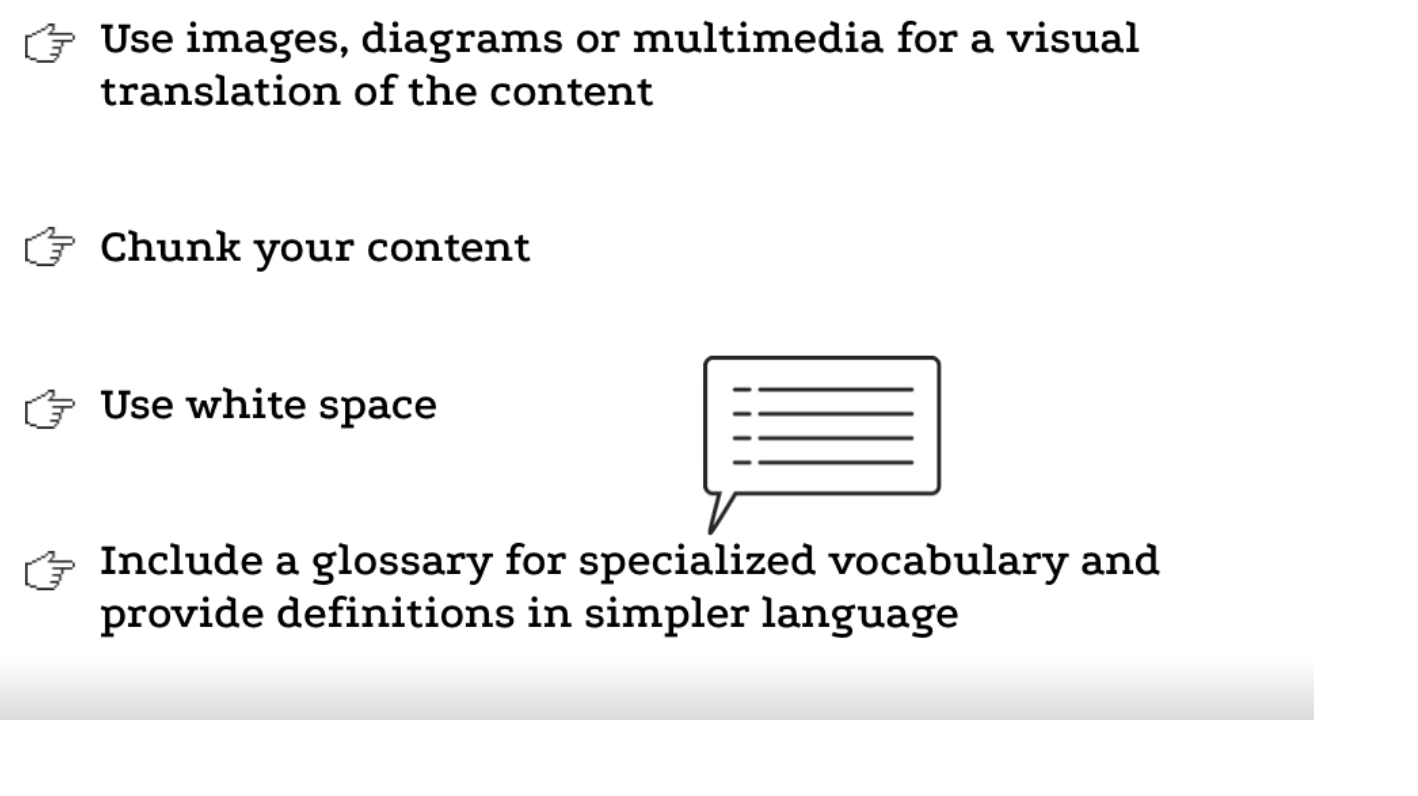 Use images, diagrams or multimedia for a visual
translation of the content
Chunk your content
Use white space
Include a glossary for specialized vocabulary and
provide definitions in simpler language